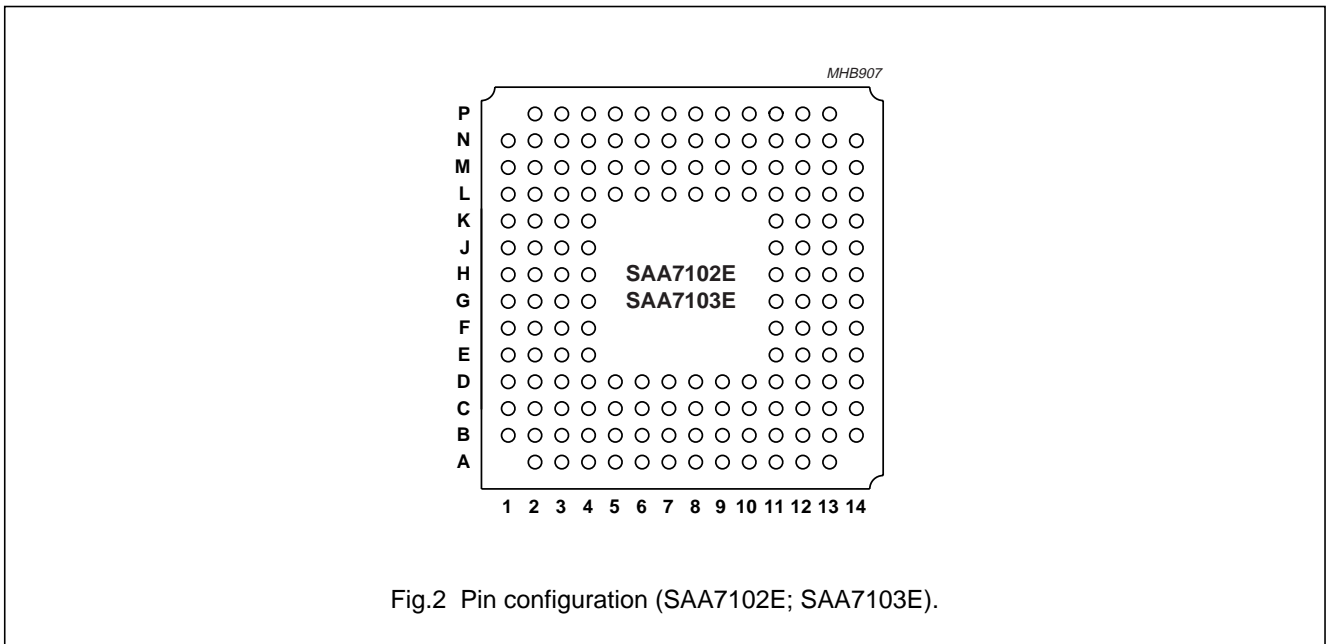 MHB907
P
N
M
L
K
J
H
G
F
E
D
C
B
A
SAA7102E
SAA7103E
1 2 3 4 5 6 7 8 9 10 11 12 13 14
Fig.2 Pin configuration (SAA7102E; SAA7103E).